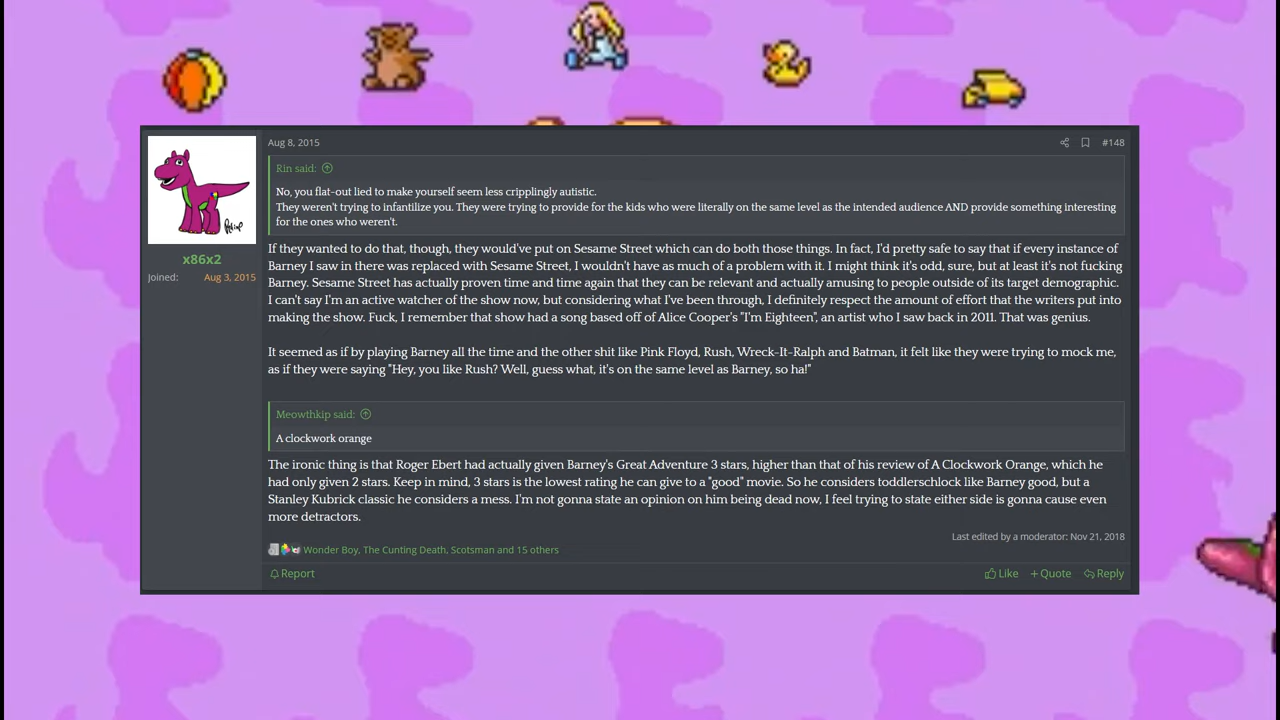 Aug 8, 2015
#148
Rin said:
No, you flat-out lied to make yourself seem less cripplingly autistic.
They weren't trying to infantilize you. They were trying to provide for the kids who were literally on the same level as the intended audience AND provide something interesting
for the ones who weren't.
x86x2
Joined: Aug 3, 2015
If they wanted to do that, though, they would've put on Sesame Street which can do both those things. In fact, I'd pretty safe to say that if every instance of
Barney I saw in there was replaced with Sesame Street, I wouldn't have as much of a problem with it. I might think it's odd, sure, but at least it's not fucking
Barney. Sesame Street has actually proven time and time again that they can be relevant and actually amusing to people outside of its target demographic.
I can't say I'm an active watcher of the show now, but considering what I've been through, I definitely respect the amount of effort that the writers put into
making the show. Fuck, I remember that show had a song based off of Alice Cooper's "I'm Eighteen", an artist who I saw back in 2011. That was genius.
It seemed as if by playing Barney all the time and the other shit like Pink Floyd, Rush, Wreck-It-Ralph and Batman, it felt like they were trying to mock me,
as if they were saying "Hey, you like Rush? Well, guess what, it's on the same level as Barney, so ha!"
Meowthkip said:
A clockwork orange
The ironic thing is that Roger Ebert had actually given Barney's Great Adventure 3 stars, higher than that of his review of A Clockwork Orange, which he
had only given 2 stars. Keep in mind, 3 stars is the lowest rating he can give to a "good" movie. So he considers toddlerschlock like Barney good, but a
Stanley Kubrick classic he considers a mess. I'm not gonna state an opinion on him being dead now, I feel trying to state either side is gonna cause even
more detractors.
Last edited by a moderator: Nov 21, 2018
Wonder Boy, The Cunting Death, Scotsman and 15 others
Report
Like
+ Quote
Reply